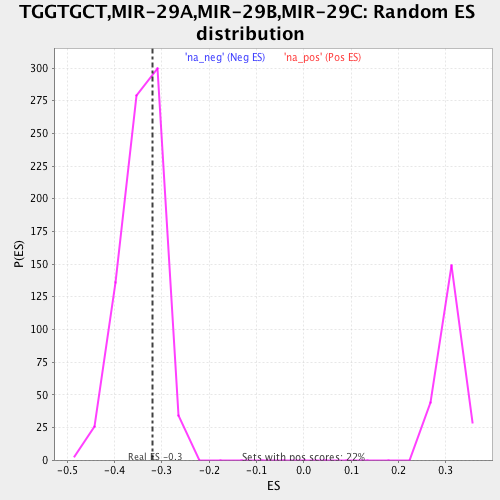 TGGTGCT,MIR-29A,MIR-29B,MIR-29C: Random ES
distribution
'na_neg' (Neg ES) 'na_pos' (Pos ES)
300
275
250
225
200
175
150
125
100
75
50
25
0
P(ES)
Real ES -0.3
Sets with pos scores: 22%
-0.5 -0.4 -0.3 -0.2 -0.1 0.0 0.1 0.2 0.3
ES